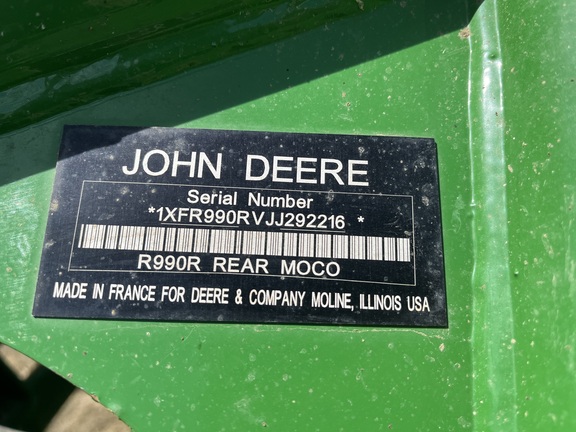 JOHN DEERE
Serial Number
*1XFR990RVJJ292216 *
R990R REAR MOCO
MADE IN FRANCE FOR DEERE & COMPANY MOLINE, ILLINOIS USA